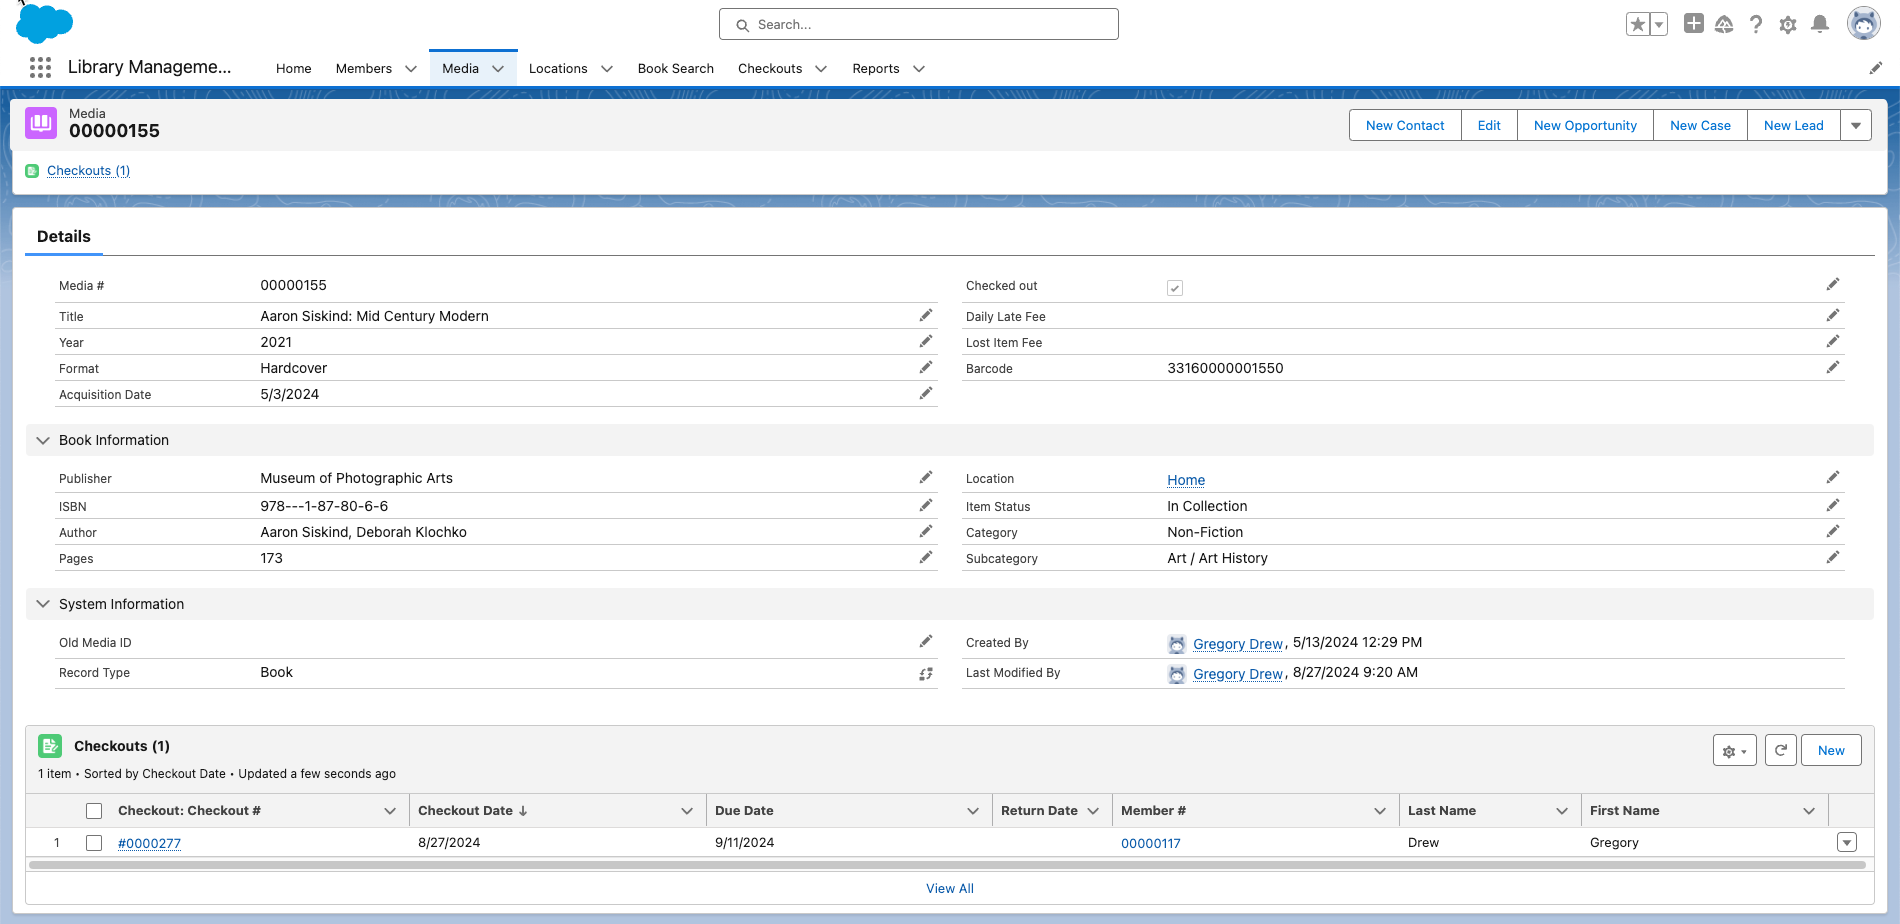 Search...
Library Manageme...
Home
Members
Media
Locations
Book Search
Checkouts
Reports
Media
00000155
New Contact
Edit
New Opportunity
New Case
New Lead
Checkouts (1)
Details
Media #
00000155
Checked out
Title
Aaron Siskind: Mid Century Modern
Daily Late Fee
Year
2021
Lost Item Fee
Format
Hardcover
Barcode
33160000001550
Acquisition Date
5/3/2024
Book Information
Publisher
Museum of Photographic Arts
Location
Home
ISBN
978---1-87-80-6-6
Item Status
In Collection
Author
Aaron Siskind, Deborah Klochko
Category
Non-Fiction
Pages
173
Subcategory
Art / Art History
System Information
Old Media ID
Created By
Gregory Drew, 5/13/2024 12:29 PM
Record Type
Book
Last Modified By
Gregory Drew, 8/27/2024 9:20 AM
Checkouts (1)
1 item • Sorted by Checkout Date • Updated a few seconds ago
New
Checkout: Checkout #
Checkout Date
Due Date
Return Date
Member #
Last Name
First Name
1
#0000277
8/27/2024
9/11/2024
00000117
Drew
Gregory
View All